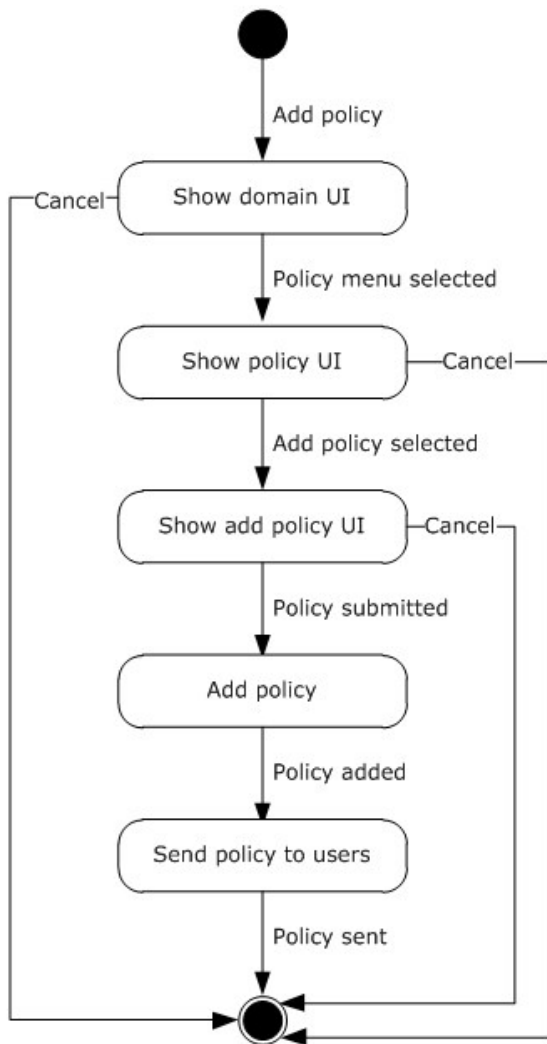 Add policy
Cancel
Show domain UI
Policy menu selected
Show policy UI
Cancel
Add policy selected
Show add policy UI
Cancel
Policy submitted
Add policy
Policy added
Send policy to users
Policy sent